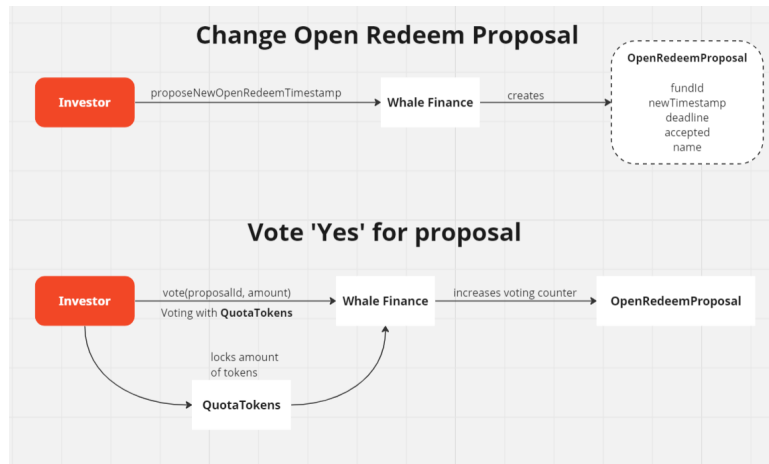 Change Open Redeem Proposal
Investor
proposeNewOpenRedeemTimestamp
Whale Finance
creates
OpenRedeemProposal
fundId
newTimestamp
deadline
accepted
name
Vote 'Yes' for proposal
Investor
vote(proposalId, amount)
Voting with QuotaTokens
Whale Finance
increases voting counter
OpenRedeemProposal
locks amount
of tokens
QuotaTokens